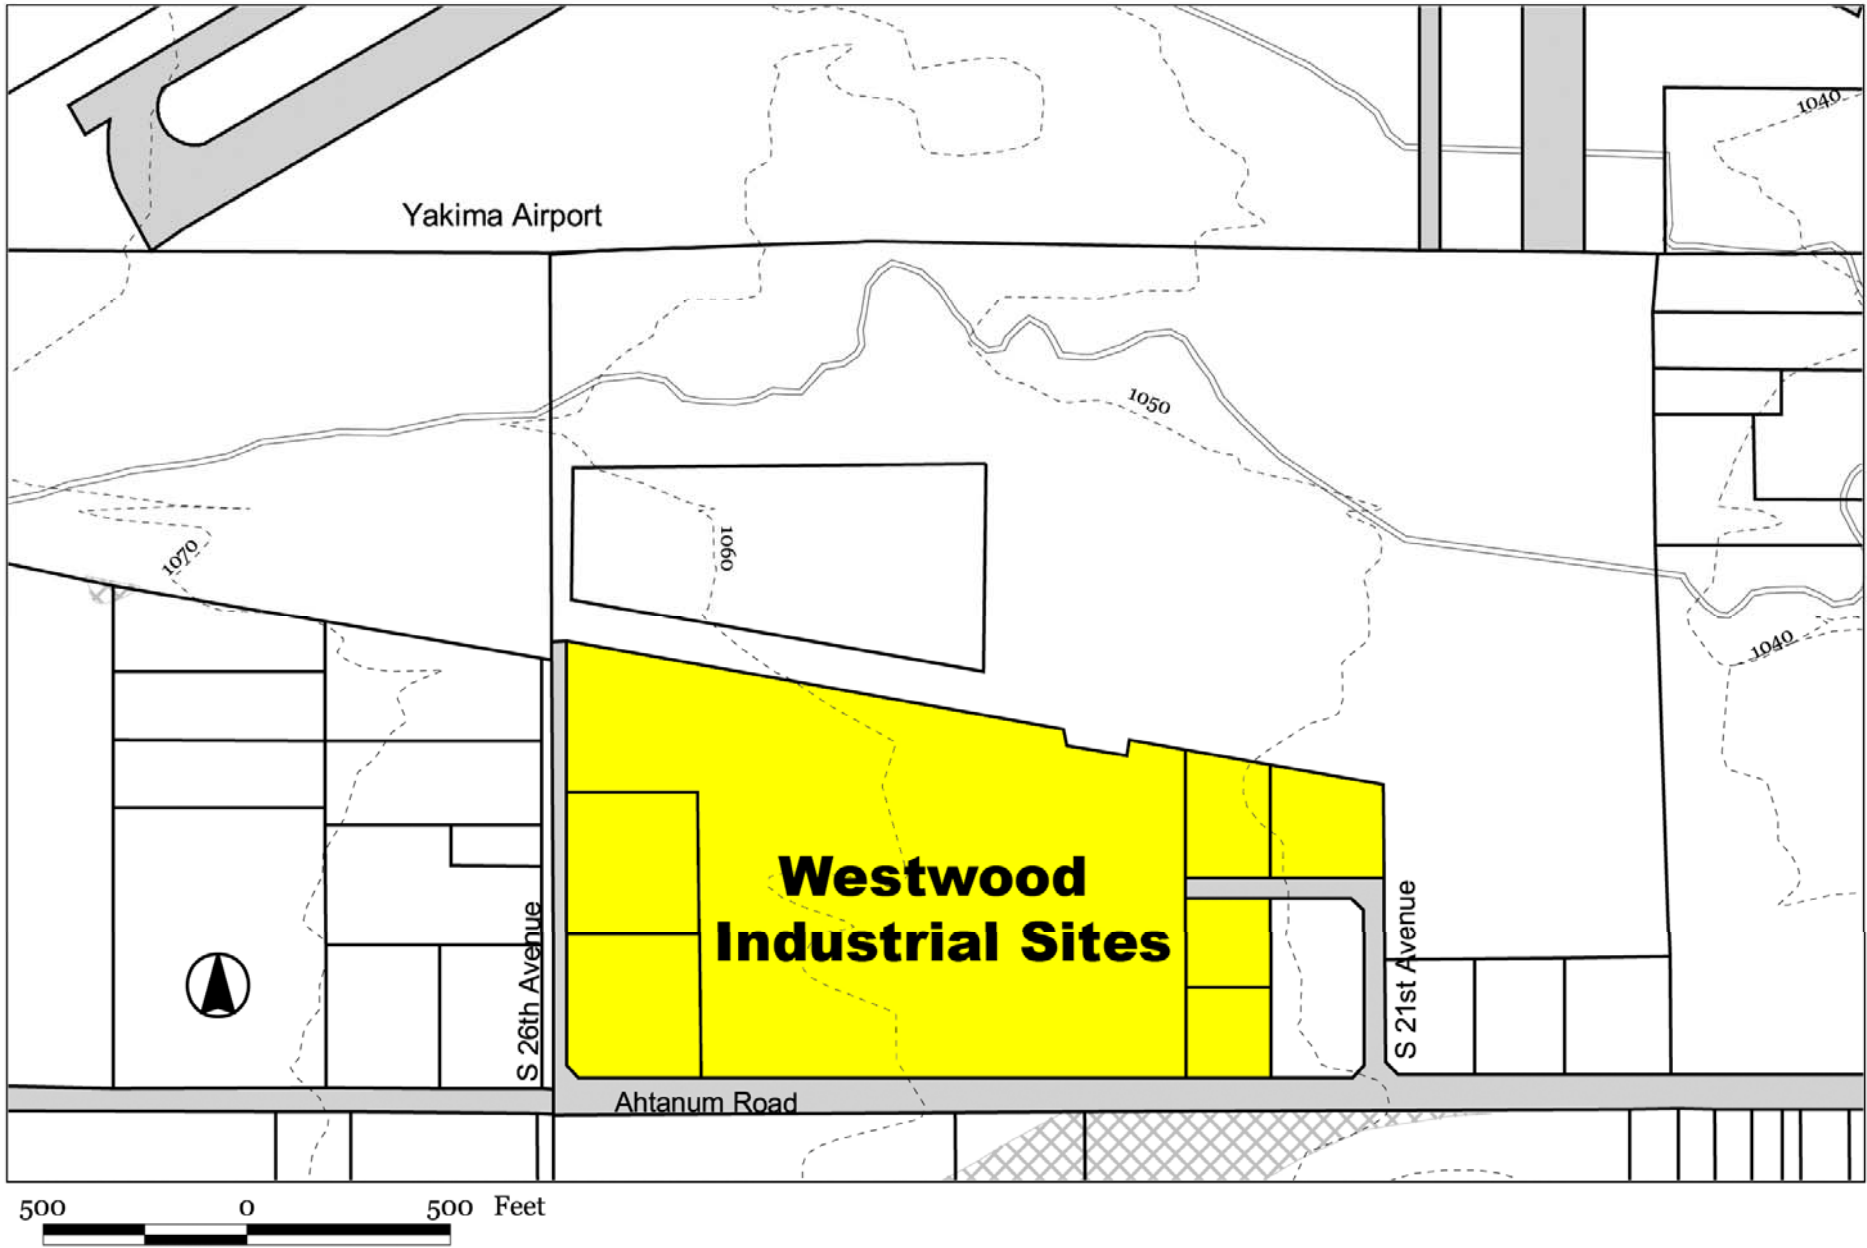 1040
Yakima Airport
1050
1060
1070
1040
Westwood
Industrial Sites
S 26th Avenue
S 21st Avenue
Ahtanum Road
500 0 500 Feet